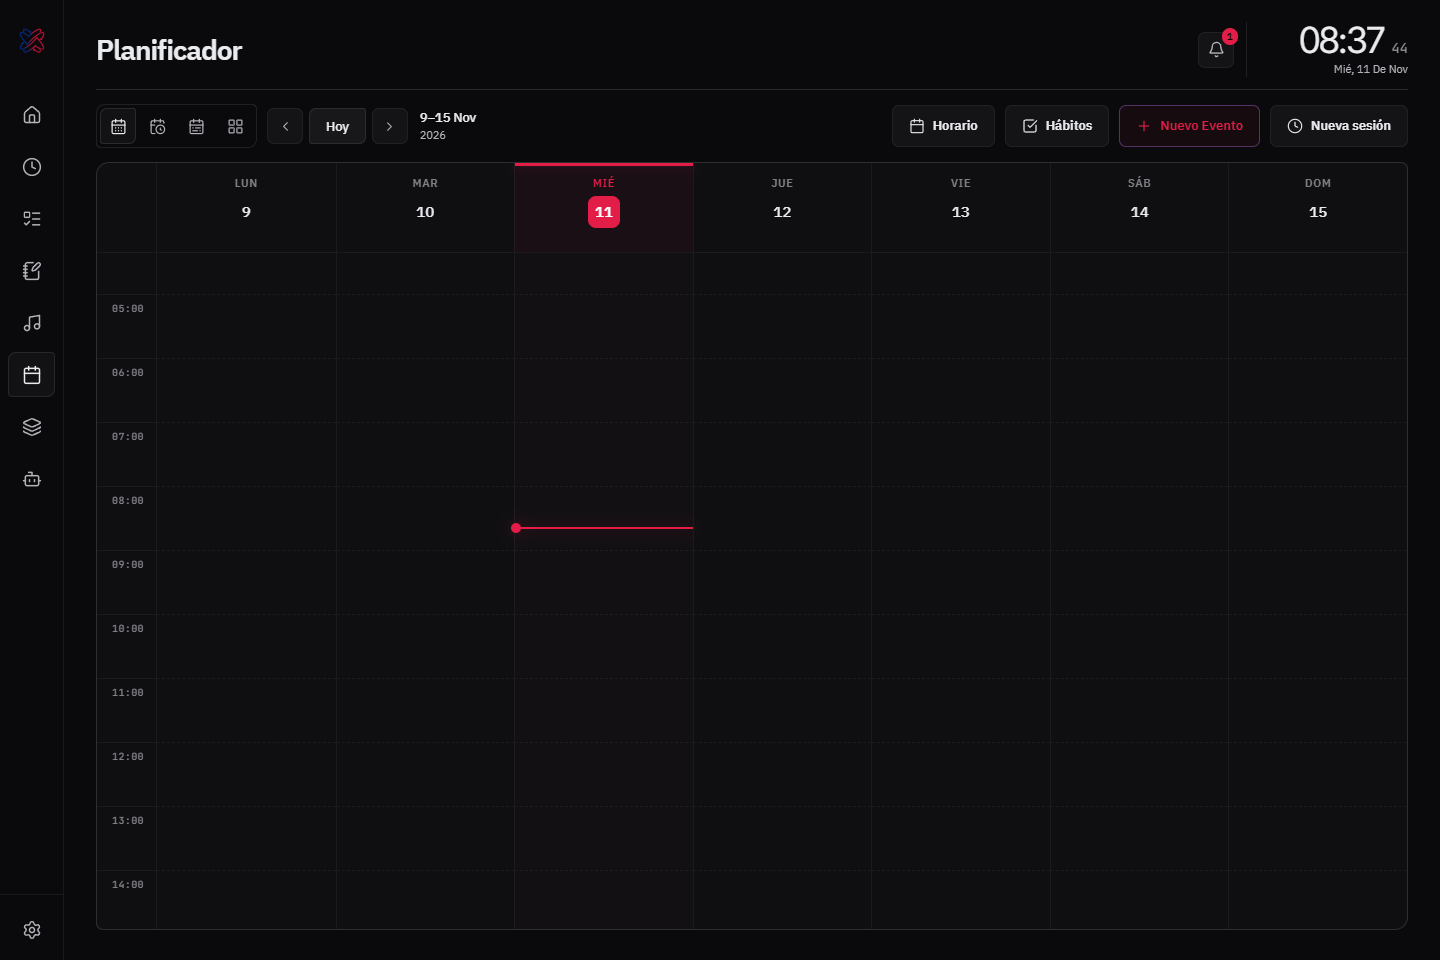 Planificador
1
08:37 44
Mié, 11 De Nov
Hoy
9–15 Nov
2026
Horario
Hábitos
Nuevo Evento
Nueva sesión
LUN
9
MAR
10
MIÉ
11
JUE
12
VIE
13
SÁB
14
DOM
15
05:00
06:00
07:00
08:00
09:00
10:00
11:00
12:00
13:00
14:00